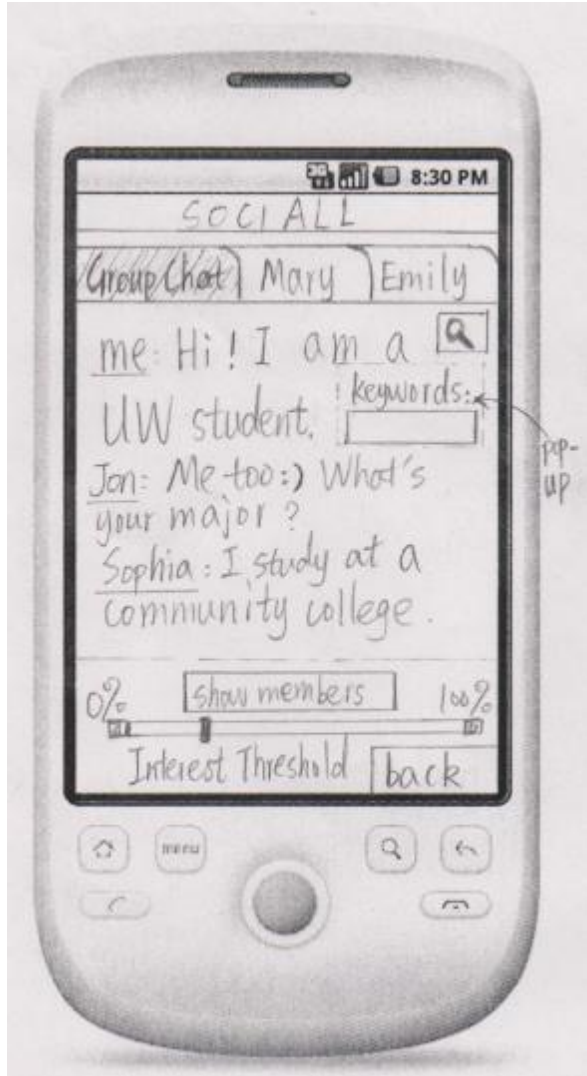 3G 8:30 PM
SOCIALL
Group Chat Mary Emily
me: Hi! I am a
UW student.
keywords:
pop-
up
Jon: Me too:) What's
your major?
Sophia: I study at a
community college.
show members
0% 100%
Interest Threshold back
menu